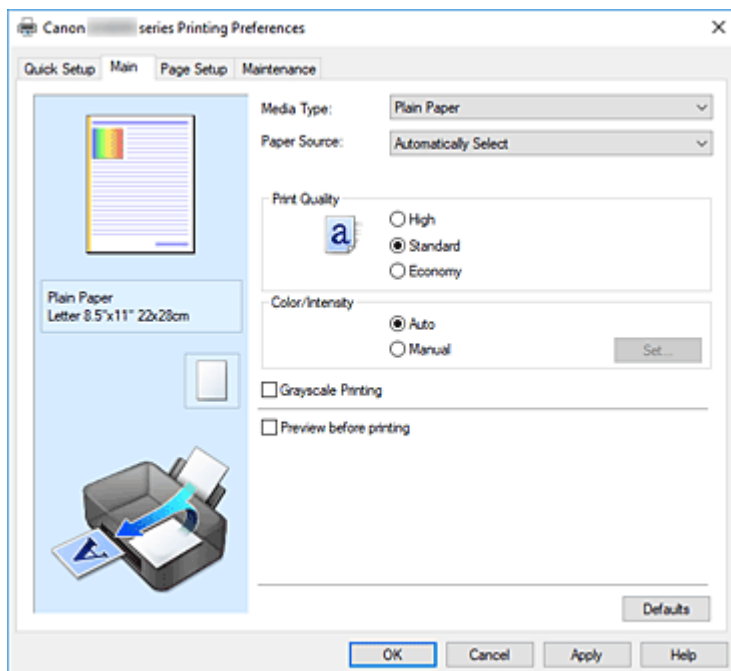 Canon series Printing Preferences
Quick Setup Main Page Setup Maintenance
Media Type: Plain Paper
Paper Source: Automatically Select
Print Quality
a
High
Standard
Economy
Plain Paper
Letter 8.5"x11" 22x28cm
Color/Intensity
Auto
Manual
Set...
Grayscale Printing
Preview before printing
A
Defaults
OK Cancel Apply Help